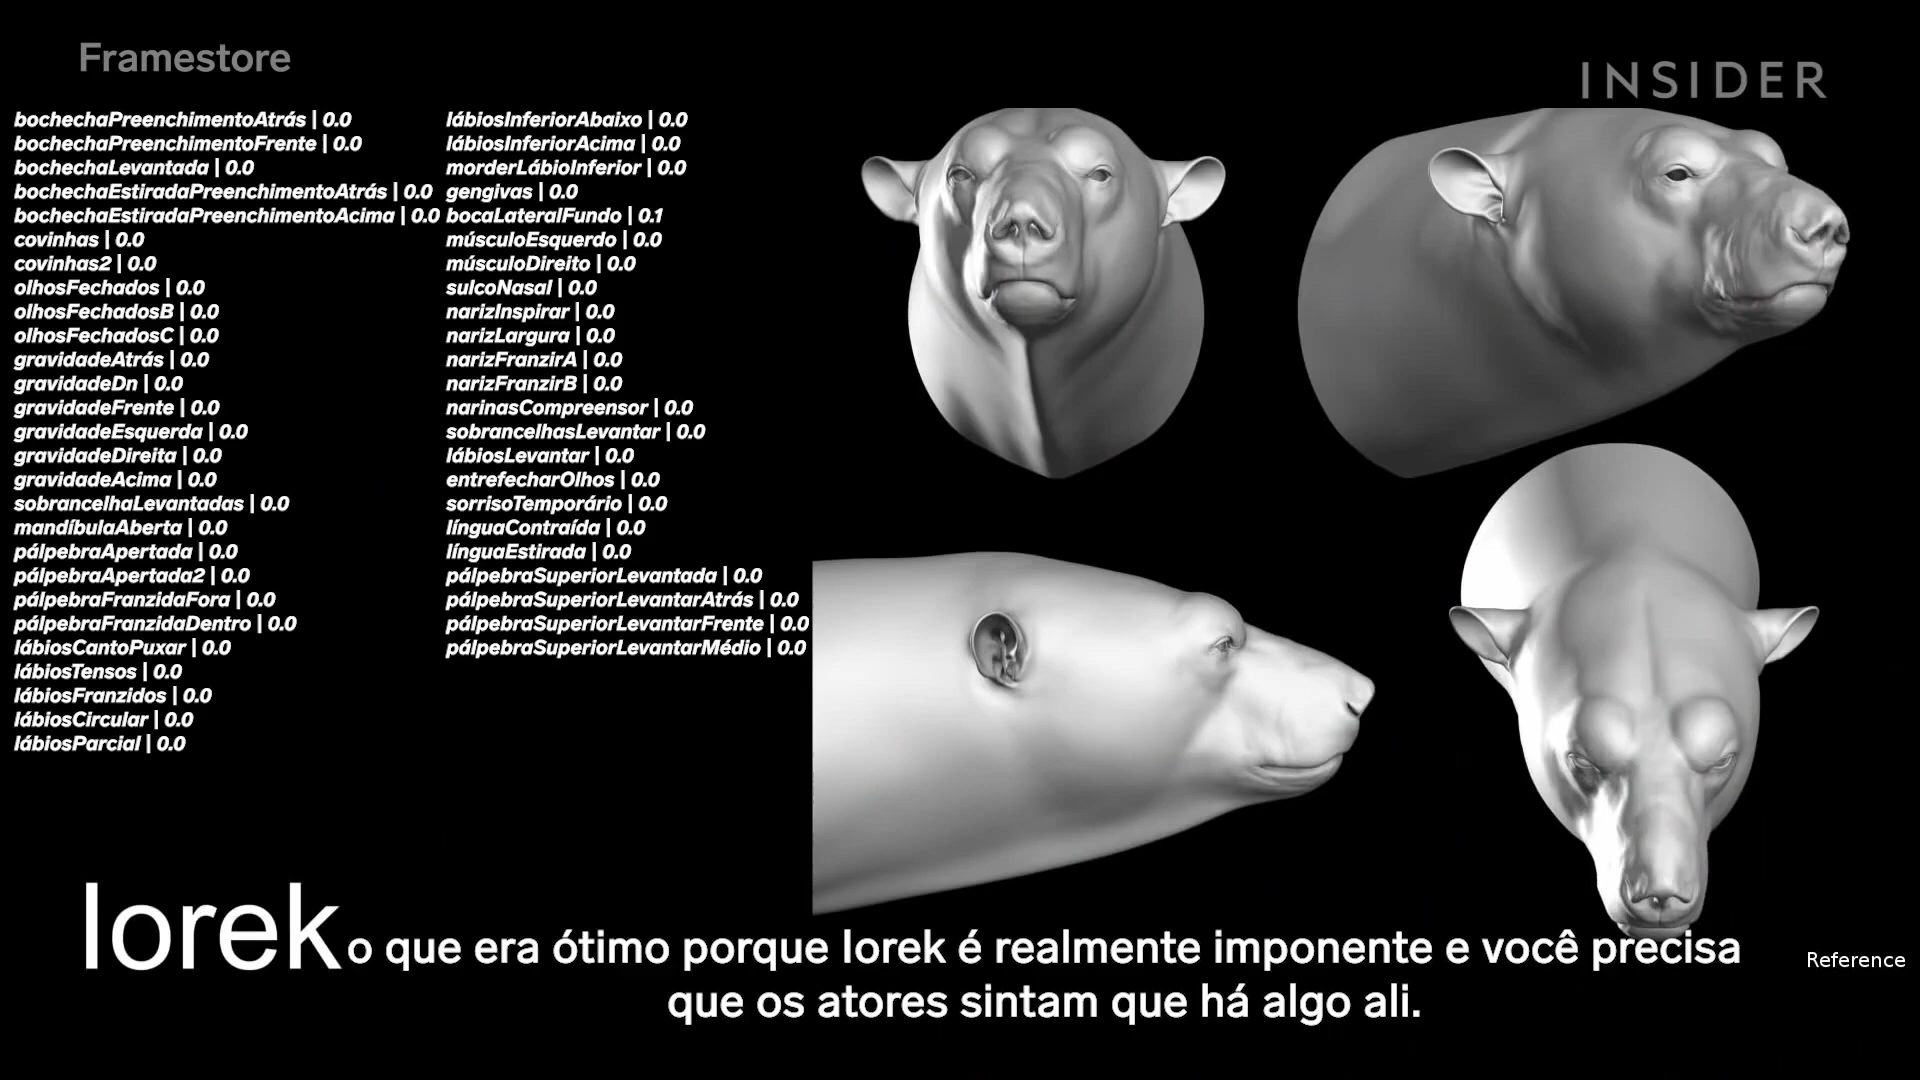 Framestore
INSIDER
bochechaPreenchimentoAtrás | 0.0
bochechaPreenchimentoFrente | 0.0
bochechaLevantada | 0.0
bochechaEstiradaPreenchimentoAtrás | 0.0
bochechaEstiradaPreenchimentoAcima | 0.0
covinhas | 0.0
covinhas2 | 0.0
olhosFechados | 0.0
olhosFechadosB | 0.0
olhosFechadosC | 0.0
gravidadeAtrás | 0.0
gravidadeDn | 0.0
gravidadeFrente | 0.0
gravidadeEsquerda | 0.0
gravidadeDireita | 0.0
gravidadeAcima | 0.0
sobrancelhaLevantadas | 0.0
mandíbulaAberta | 0.0
pálpebraApertada | 0.0
pálpebraApertada2 | 0.0
pálpebraFranzidaFora | 0.0
pálpebraFranzidaDentro | 0.0
lábiosCantoPuxar | 0.0
lábiosTensos | 0.0
lábiosFranzidos | 0.0
lábiosCircular | 0.0
lábiosParcial | 0.0
lábiosInferiorAbaixo | 0.0
lábiosInferiorAcima | 0.0
morderLábioInferior | 0.0
gengivas | 0.0
bocaLateralFundo | 0.1
músculoEsquerdo | 0.0
músculoDireito | 0.0
sulcoNasal | 0.0
narizInspirar | 0.0
narizLargura | 0.0
narizFranzirA | 0.0
narizFranzirB | 0.0
narinasCompreensor | 0.0
sobrancelhasLevantar | 0.0
lábiosLevantar | 0.0
entrefecharOlhos | 0.0
sorrisoTemporário | 0.0
línguaContraída | 0.0
línguaEstirada | 0.0
pálpebraSuperiorLevantada | 0.0
pálpebraSuperiorLevantarAtrás | 0.0
pálpebraSuperiorLevantarFrente | 0.0
pálpebraSuperiorLevantarMédio | 0.0
Iorek
o que era ótimo porque Iorek é realmente imponente e você precisa
que os atores sintam que há algo ali.
Reference